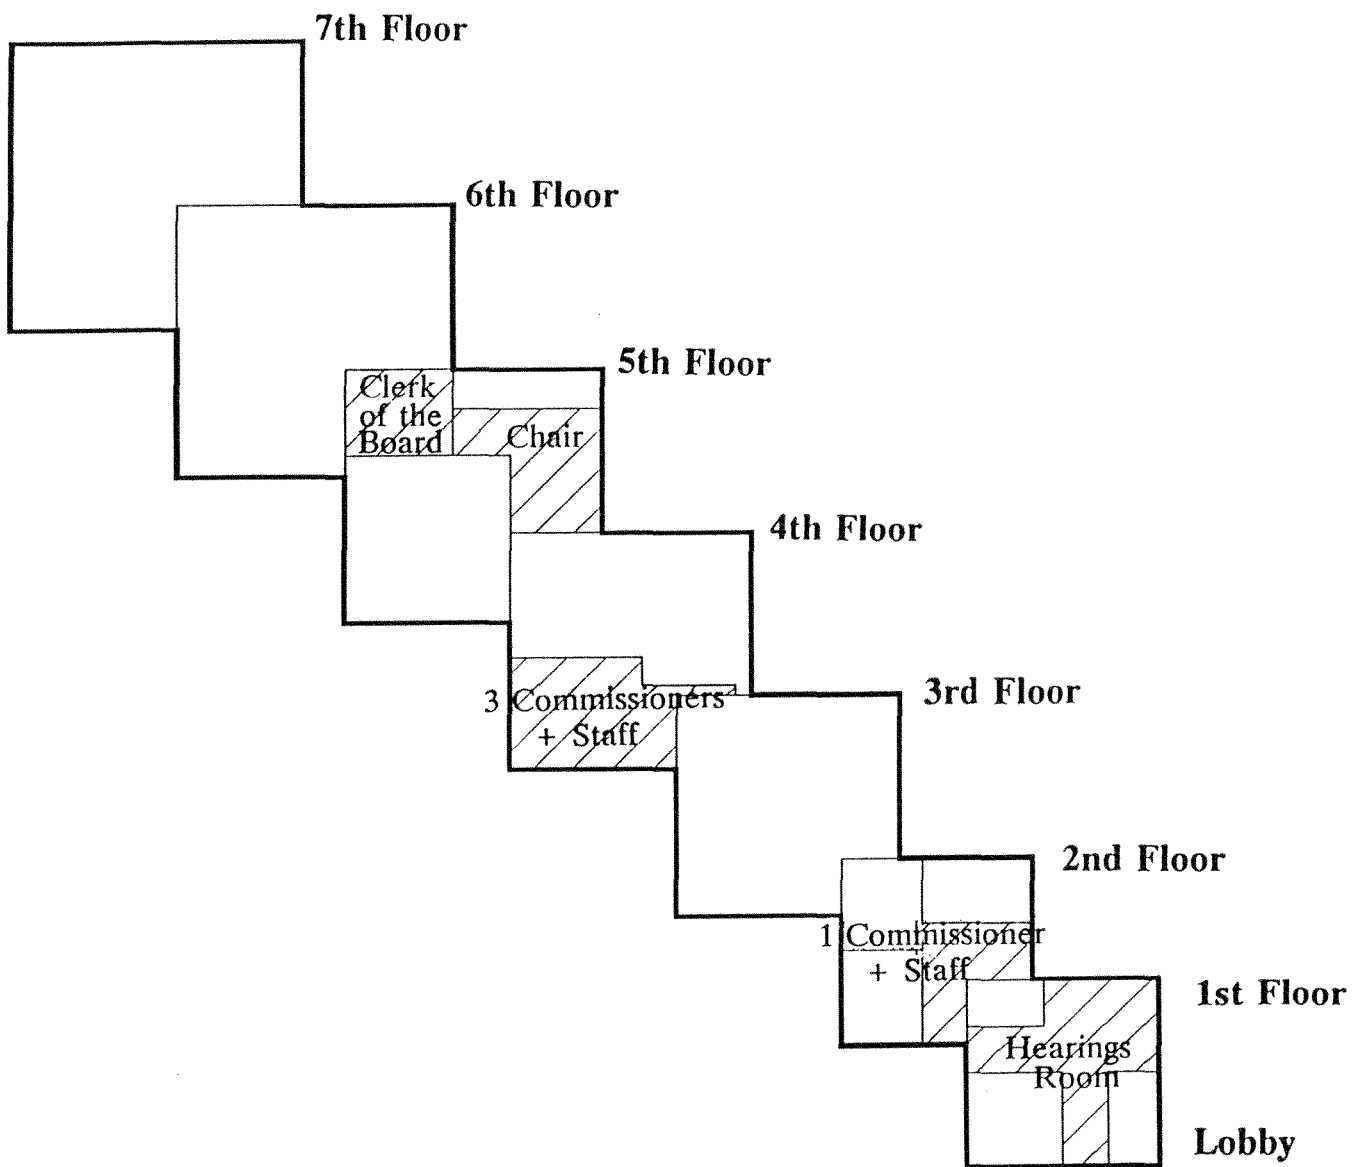 7th Floor
6th Floor
5th Floor
Clerk
of the
Board
Chair
4th Floor
3 Commissioners
+ Staff
3rd Floor
2nd Floor
1 Commissioner
+ Staff
1st Floor
Hearings
Room
Lobby